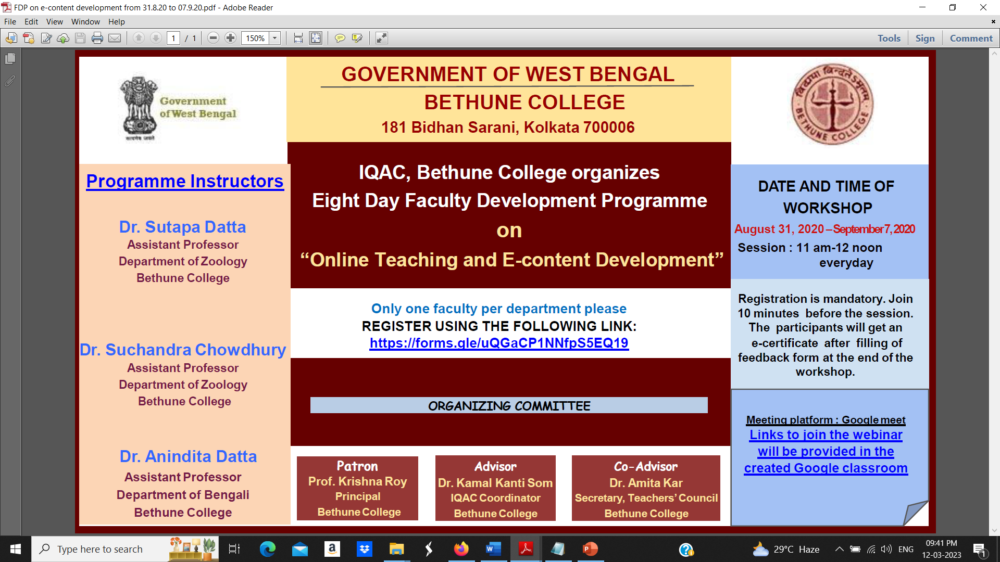 FDP on e-content development from 31.8.20 to 07.9.20.pdf - Adobe Reader
File Edit View Window Help
1 / 1 150% Tools Sign Comment
Government
of West Bengal
सत्यमेव जयते
GOVERNMENT OF WEST BENGAL
BETHUNE COLLEGE
181 Bidhan Sarani, Kolkata 700006
विद्यया विन्दतेऽमृतम्
BETHUNE COLLEGE
Programme Instructors
Dr. Sutapa Datta
Assistant Professor
Department of Zoology
Bethune College
Dr. Suchandra Chowdhury
Assistant Professor
Department of Zoology
Bethune College
Dr. Anindita Datta
Assistant Professor
Department of Bengali
Bethune College
IQAC, Bethune College organizes
Eight Day Faculty Development Programme
on
“Online Teaching and E-content Development”
Only one faculty per department please
REGISTER USING THE FOLLOWING LINK:
https://forms.gle/uQGaCP1NNfpS5EQ19
ORGANIZING COMMITTEE
Patron
Prof. Krishna Roy
Principal
Bethune College
Advisor
Dr. Kamal Kanti Som
IQAC Coordinator
Bethune College
Co-Advisor
Dr. Amita Kar
Secretary, Teachers’ Council
Bethune College
DATE AND TIME OF
WORKSHOP
August 31, 2020 – September 7, 2020
Session : 11 am-12 noon
everyday
Registration is mandatory. Join
10 minutes before the session.
The participants will get an
e-certificate after filling of
feedback form at the end of the
workshop.
Meeting platform : Google meet
Links to join the webinar
will be provided in the
created Google classroom
Type here to search
29°C Haze
ENG
09:41 PM
12-03-2023
1